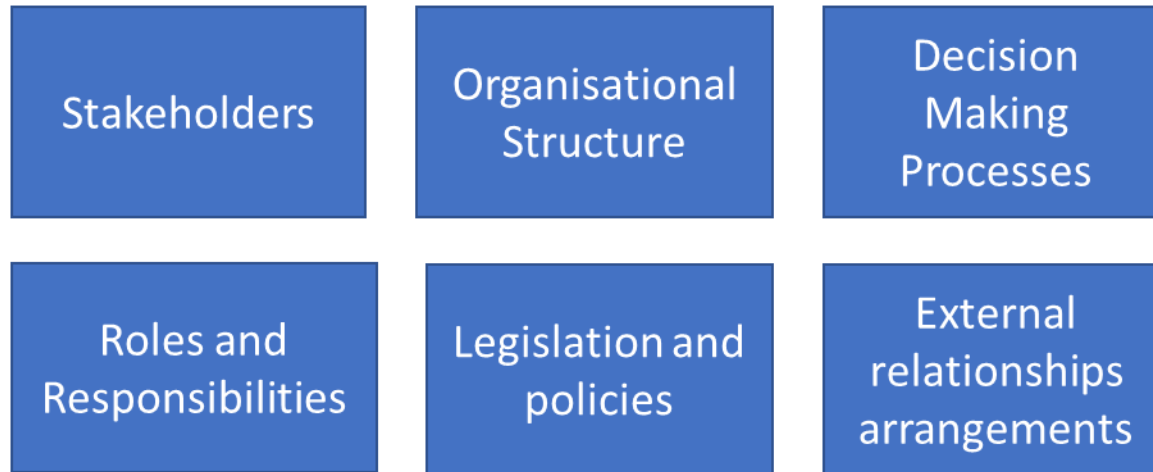 Stakeholders
Organisational
Structure
Decision
Making
Processes
Roles and
Responsibilities
Legislation and
policies
External
relationships
arrangements